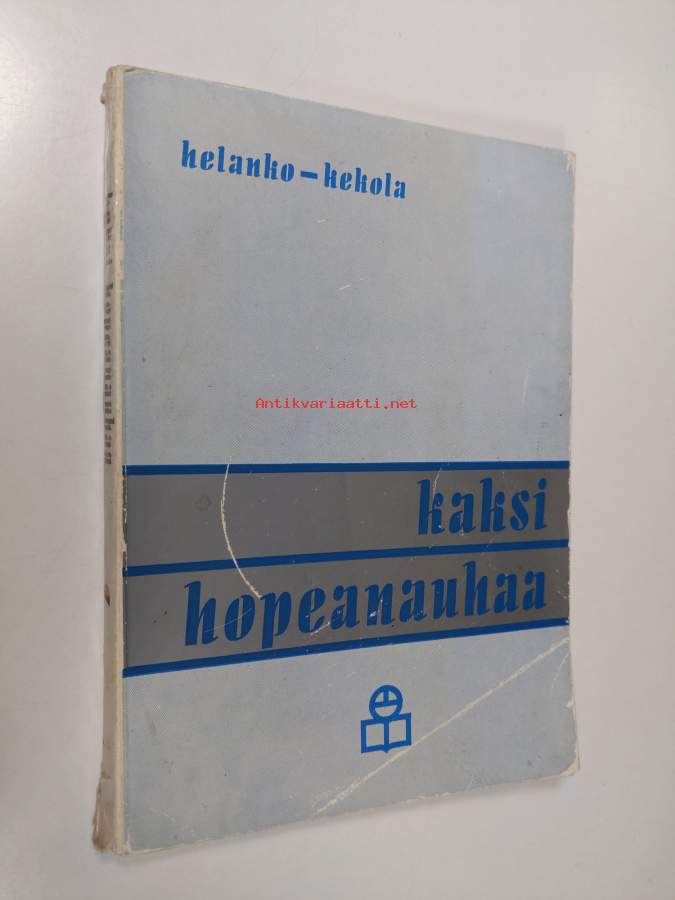 helanko–kekola
Antikvariaatti.net
kaksi
hopeanauhaa